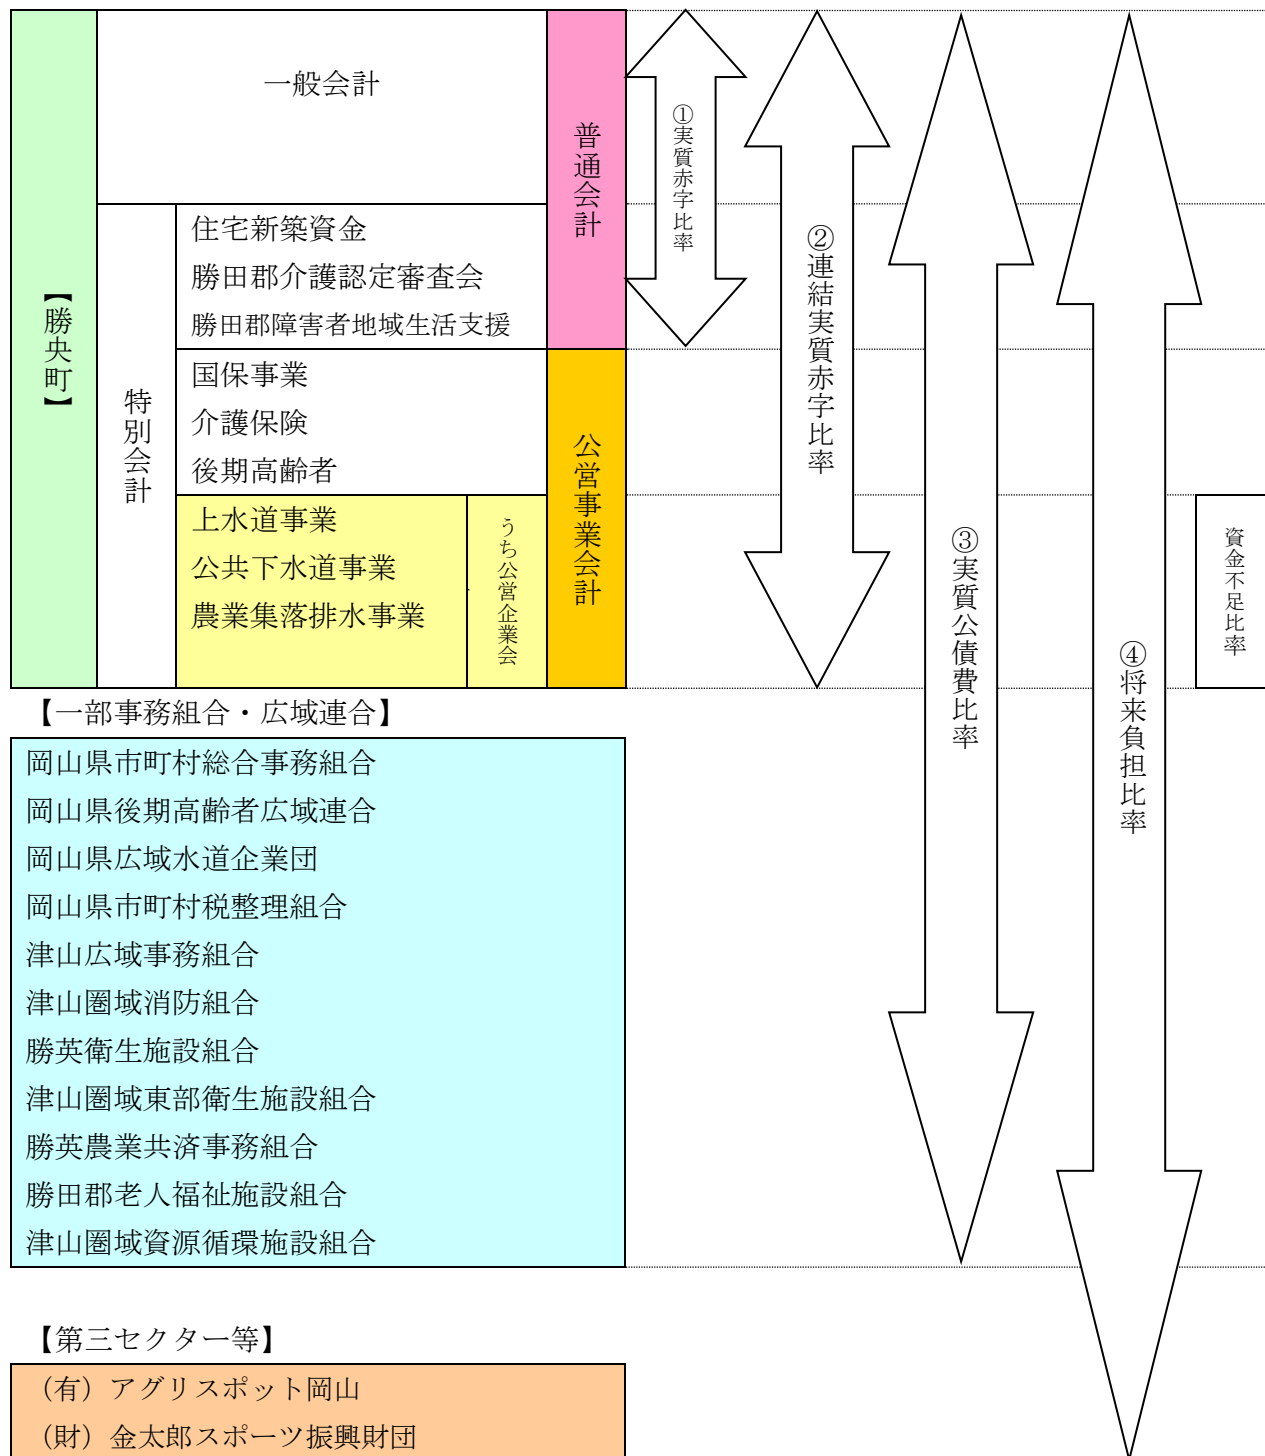 【勝央町】
一般会計
特別会計
住宅新築資金
勝田郡介護認定審査会
勝田郡障害者地域生活支援
国保事業
介護保険
後期高齢者
上水道事業
公共下水道事業
農業集落排水事業
うち公営企業会
普通会計
公営事業会計
①実質赤字比率
②連結実質赤字比率
③実質公債費比率
④将来負担比率
資金不足比率
【一部事務組合・広域連合】
岡山県市町村総合事務組合
岡山県後期高齢者広域連合
岡山県広域水道企業団
岡山県市町村税整理組合
津山広域事務組合
津山圏域消防組合
勝英衛生施設組合
津山圏域東部衛生施設組合
勝英農業共済事務組合
勝田郡老人福祉施設組合
津山圏域資源循環施設組合
【第三セクター等】
（有）アグリスポット岡山
（財）金太郎スポーツ振興財団